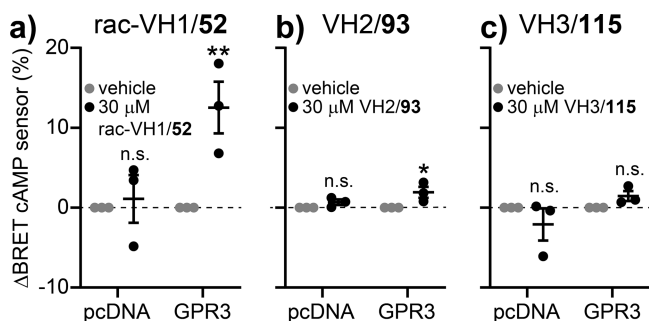 a) rac-VH1/52
b) VH2/93
c) VH3/115
ΔBRET cAMP sensor (%)
20
10
0
-10
vehicle
30 μM
rac-VH1/52
n.s.
**
pcDNA GPR3
vehicle
30 μM VH2/93
n.s.
*
pcDNA GPR3
vehicle
30 μM VH3/115
n.s.
n.s.
pcDNA GPR3